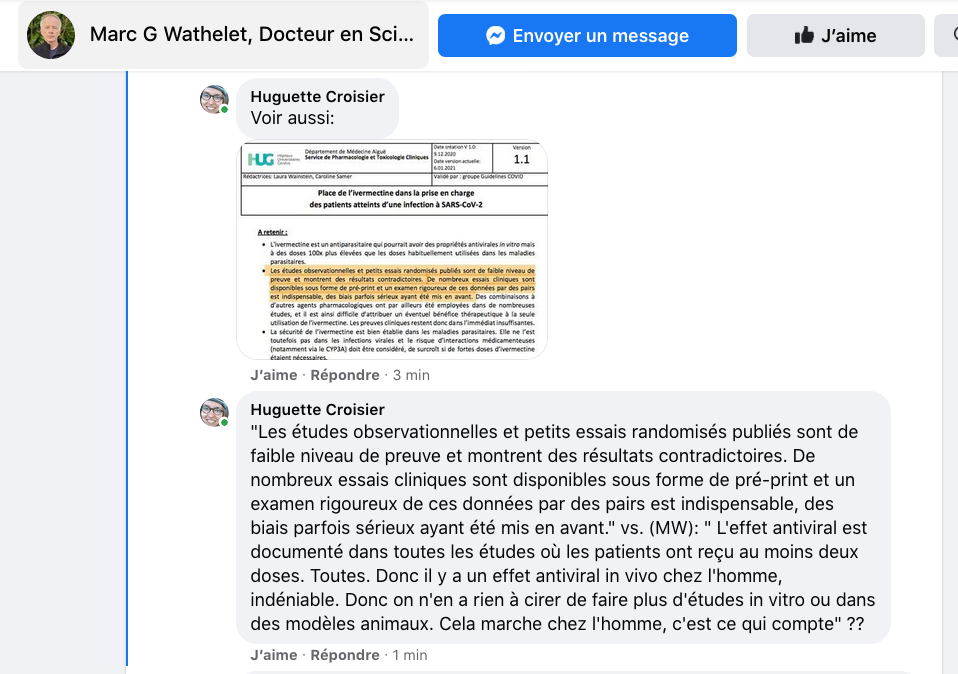 Marc G Wathelet, Docteur en Sci...
Envoyer un message
J’aime
Huguette Croisier
Voir aussi:
HUG Hôpitaux Universitaires Genève
Département de Médecine Aiguë
Service de Pharmacologie et Toxicologie Cliniques
Date création V 1.0:
9.12.2020
Date version actuelle:
6.01.2021
Version
1.1
Rédactrices: Laura Wainstein, Caroline Samer
Validé par : groupe Guidelines COVID
Place de l’ivermectine dans la prise en charge
des patients atteints d’une infection à SARS-CoV-2
A retenir :
• L’ivermectine est un antiparasitaire qui pourrait avoir des propriétés antivirales in vitro mais
à des doses 100x plus élevées que les doses habituellement utilisées dans les maladies
parasitaires.
• Les études observationnelles et petits essais randomisés publiés sont de faible niveau de
preuve et montrent des résultats contradictoires. De nombreux essais cliniques sont
disponibles sous forme de pré-print et un examen rigoureux de ces données par des pairs
est indispensable, des biais parfois sérieux ayant été mis en avant. Des combinaisons à
d’autres agents pharmacologiques ont par ailleurs été employées dans de nombreuses
études, et il est ainsi difficile d’attribuer un éventuel bénéfice thérapeutique à la seule
utilisation de l’ivermectine. Les preuves cliniques restent donc dans l’immédiat insuffisantes.
• La sécurité de l’ivermectine est bien établie dans les maladies parasitaires. Elle ne l’est
toutefois pas dans les infections virales et le risque d’interactions médicamenteuses
(notamment via le CYP3A) doit être considéré, de surcroît si de fortes doses d’ivermectine
étaient nécessaires.
J’aime · Répondre · 3 min
Huguette Croisier
"Les études observationnelles et petits essais randomisés publiés sont de
faible niveau de preuve et montrent des résultats contradictoires. De
nombreux essais cliniques sont disponibles sous forme de pré-print et un
examen rigoureux de ces données par des pairs est indispensable, des
biais parfois sérieux ayant été mis en avant." vs. (MW): " L'effet antiviral est
documenté dans toutes les études où les patients ont reçu au moins deux
doses. Toutes. Donc il y a un effet antiviral in vivo chez l'homme,
indéniable. Donc on n'en a rien à cirer de faire plus d'études in vitro ou dans
des modèles animaux. Cela marche chez l'homme, c'est ce qui compte" ??
J’aime · Répondre · 1 min